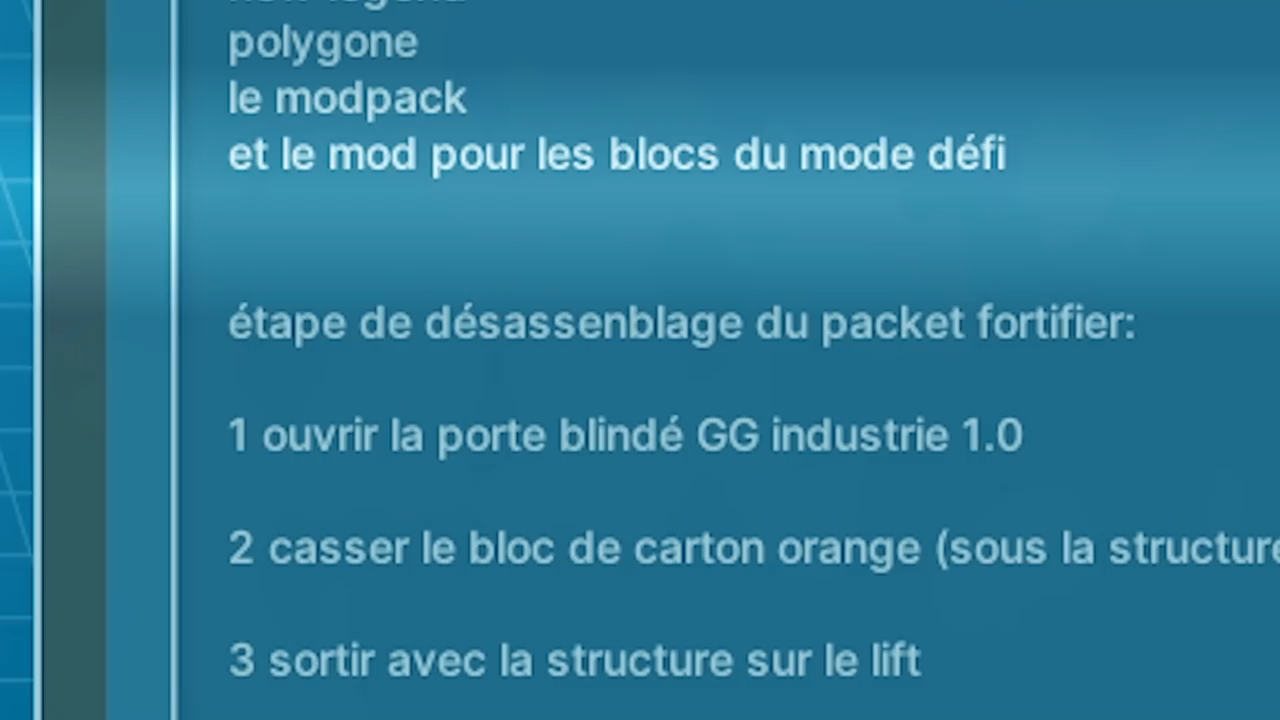 polygone
le modpack
et le mod pour les blocs du mode défi
étape de désassenblage du packet fortifier:
1 ouvrir la porte blindé GG industrie 1.0
2 casser le bloc de carton orange (sous la structure
3 sortir avec la structure sur le lift